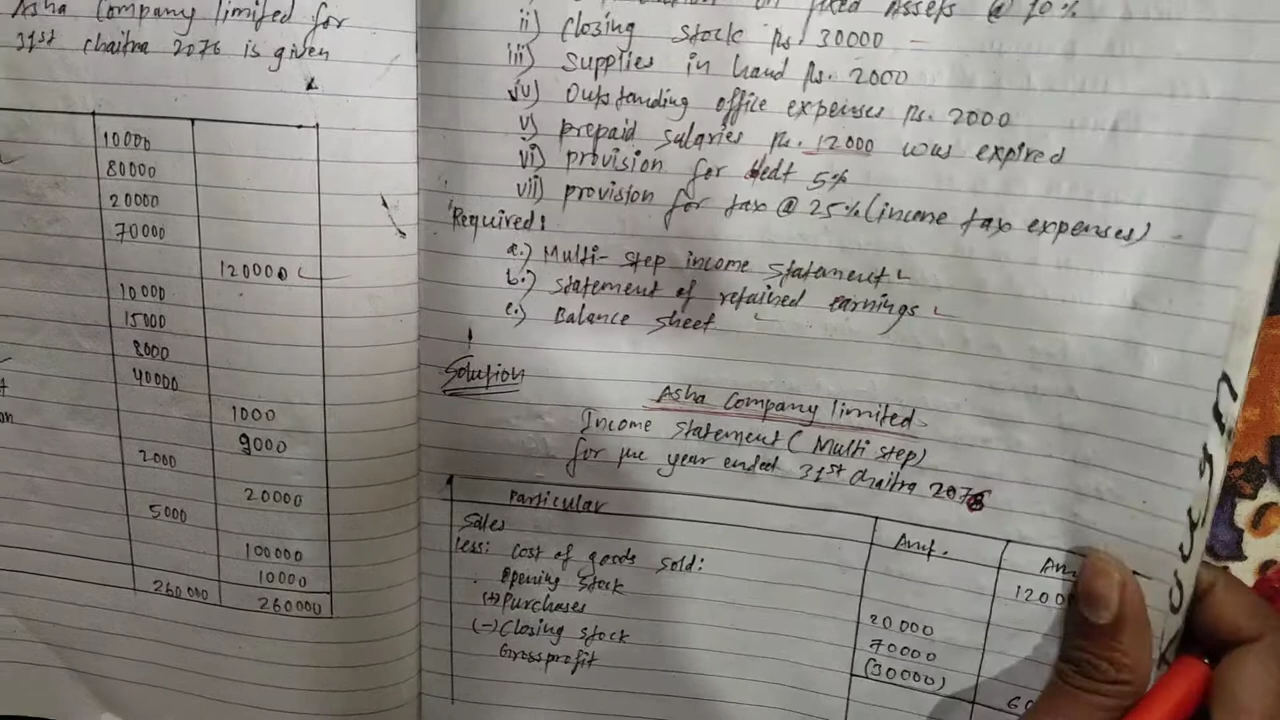 Asha Company limited for
31st chaitra 2076 is given
10000
80000
20000
70000
120000
10000
15000
8000
40000
1000
9000
2000
20000
5000
100000
10000
260000 260000
on fixed Assets @ 10%
ii) Closing stock Rs. 30000
iii) Supplies in hand Rs. 2000
iv) Outstanding office expenses Rs. 2000
v) prepaid salaries Rs. 12000 was expired
vi) provision for dedt 5%
vii) provision for tax @ 25% (income tax expenses)
Required:
a.) Multi-step income statement
b.) statement of retained earnings
c.) Balance sheet
Solution
Asha Company limited
Income statement (Multi step)
for the year ended 31st chaitra 2076
Particular Amt.
Sales
less: cost of goods sold:
Opening stock 20000
(+) Purchases 70000
(-) Closing stock (30000)
Gross profit